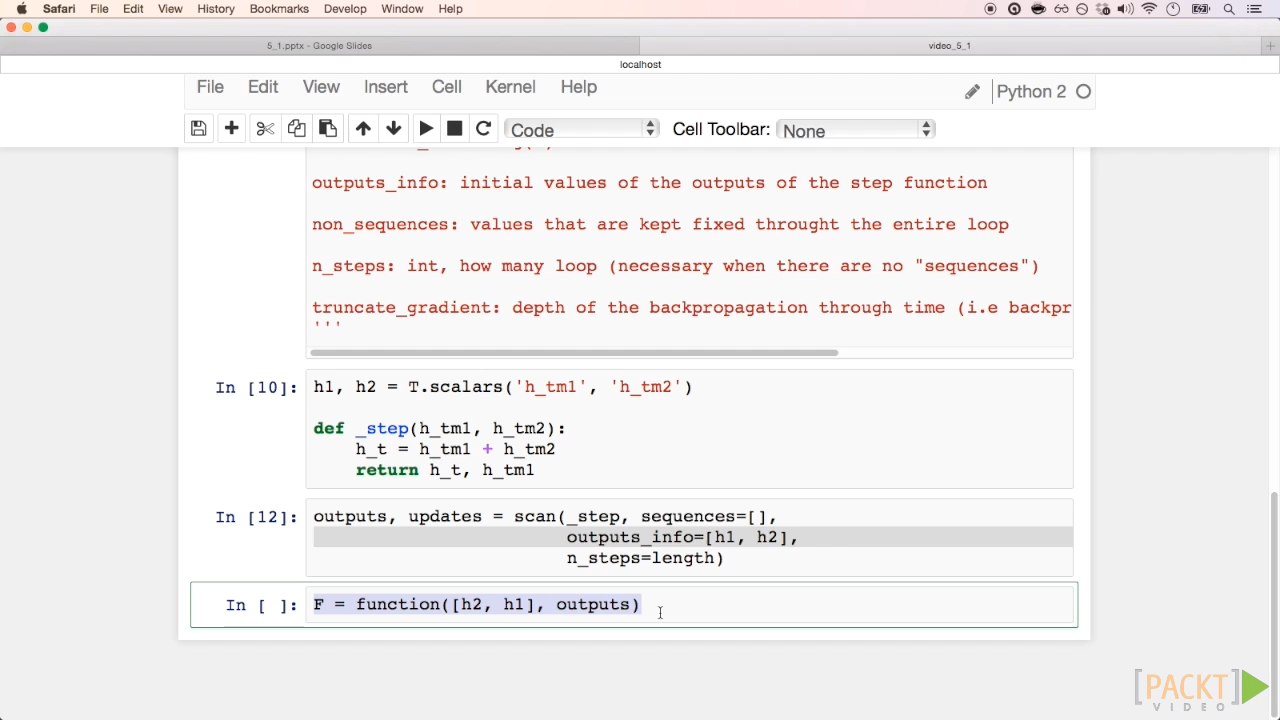 Safari File Edit View History Bookmarks Develop Window Help
5_1.pptx - Google Slides
video_5_1
localhost
File Edit View Insert Cell Kernel Help
Python 2
Code
Cell Toolbar: None
outputs_info: initial values of the outputs of the step function
non_sequences: values that are kept fixed throught the entire loop
n_steps: int, how many loop (necessary when there are no "sequences")
truncate_gradient: depth of the backpropagation through time (i.e backpr
'''
In [10]:
h1, h2 = T.scalars('h_tm1', 'h_tm2')
def _step(h_tm1, h_tm2):
h_t = h_tm1 + h_tm2
return h_t, h_tm1
In [12]:
outputs, updates = scan(_step, sequences=[],
outputs_info=[h1, h2],
n_steps=length)
In [ ]:
F = function([h2, h1], outputs)
[PACKT]
VIDEO